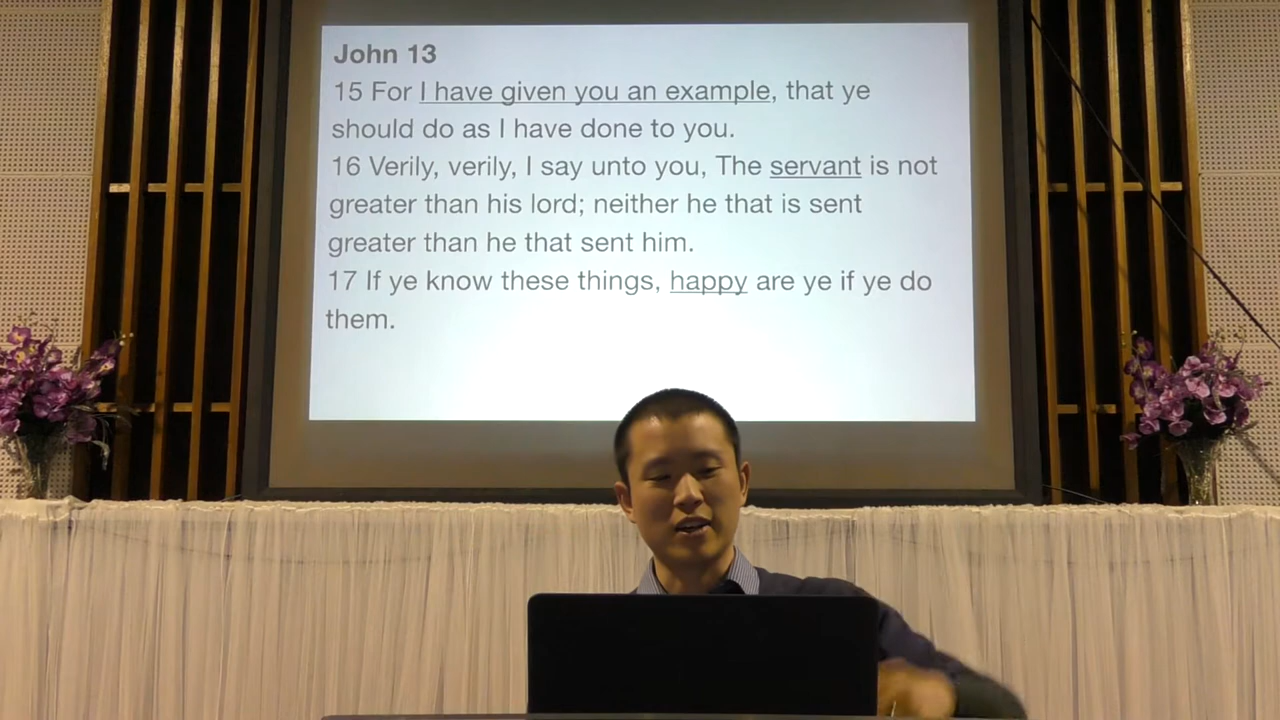 John 13
15 For I have given you an example, that ye
should do as I have done to you.
16 Verily, verily, I say unto you, The servant is not
greater than his lord; neither he that is sent
greater than he that sent him.
17 If ye know these things, happy are ye if ye do
them.